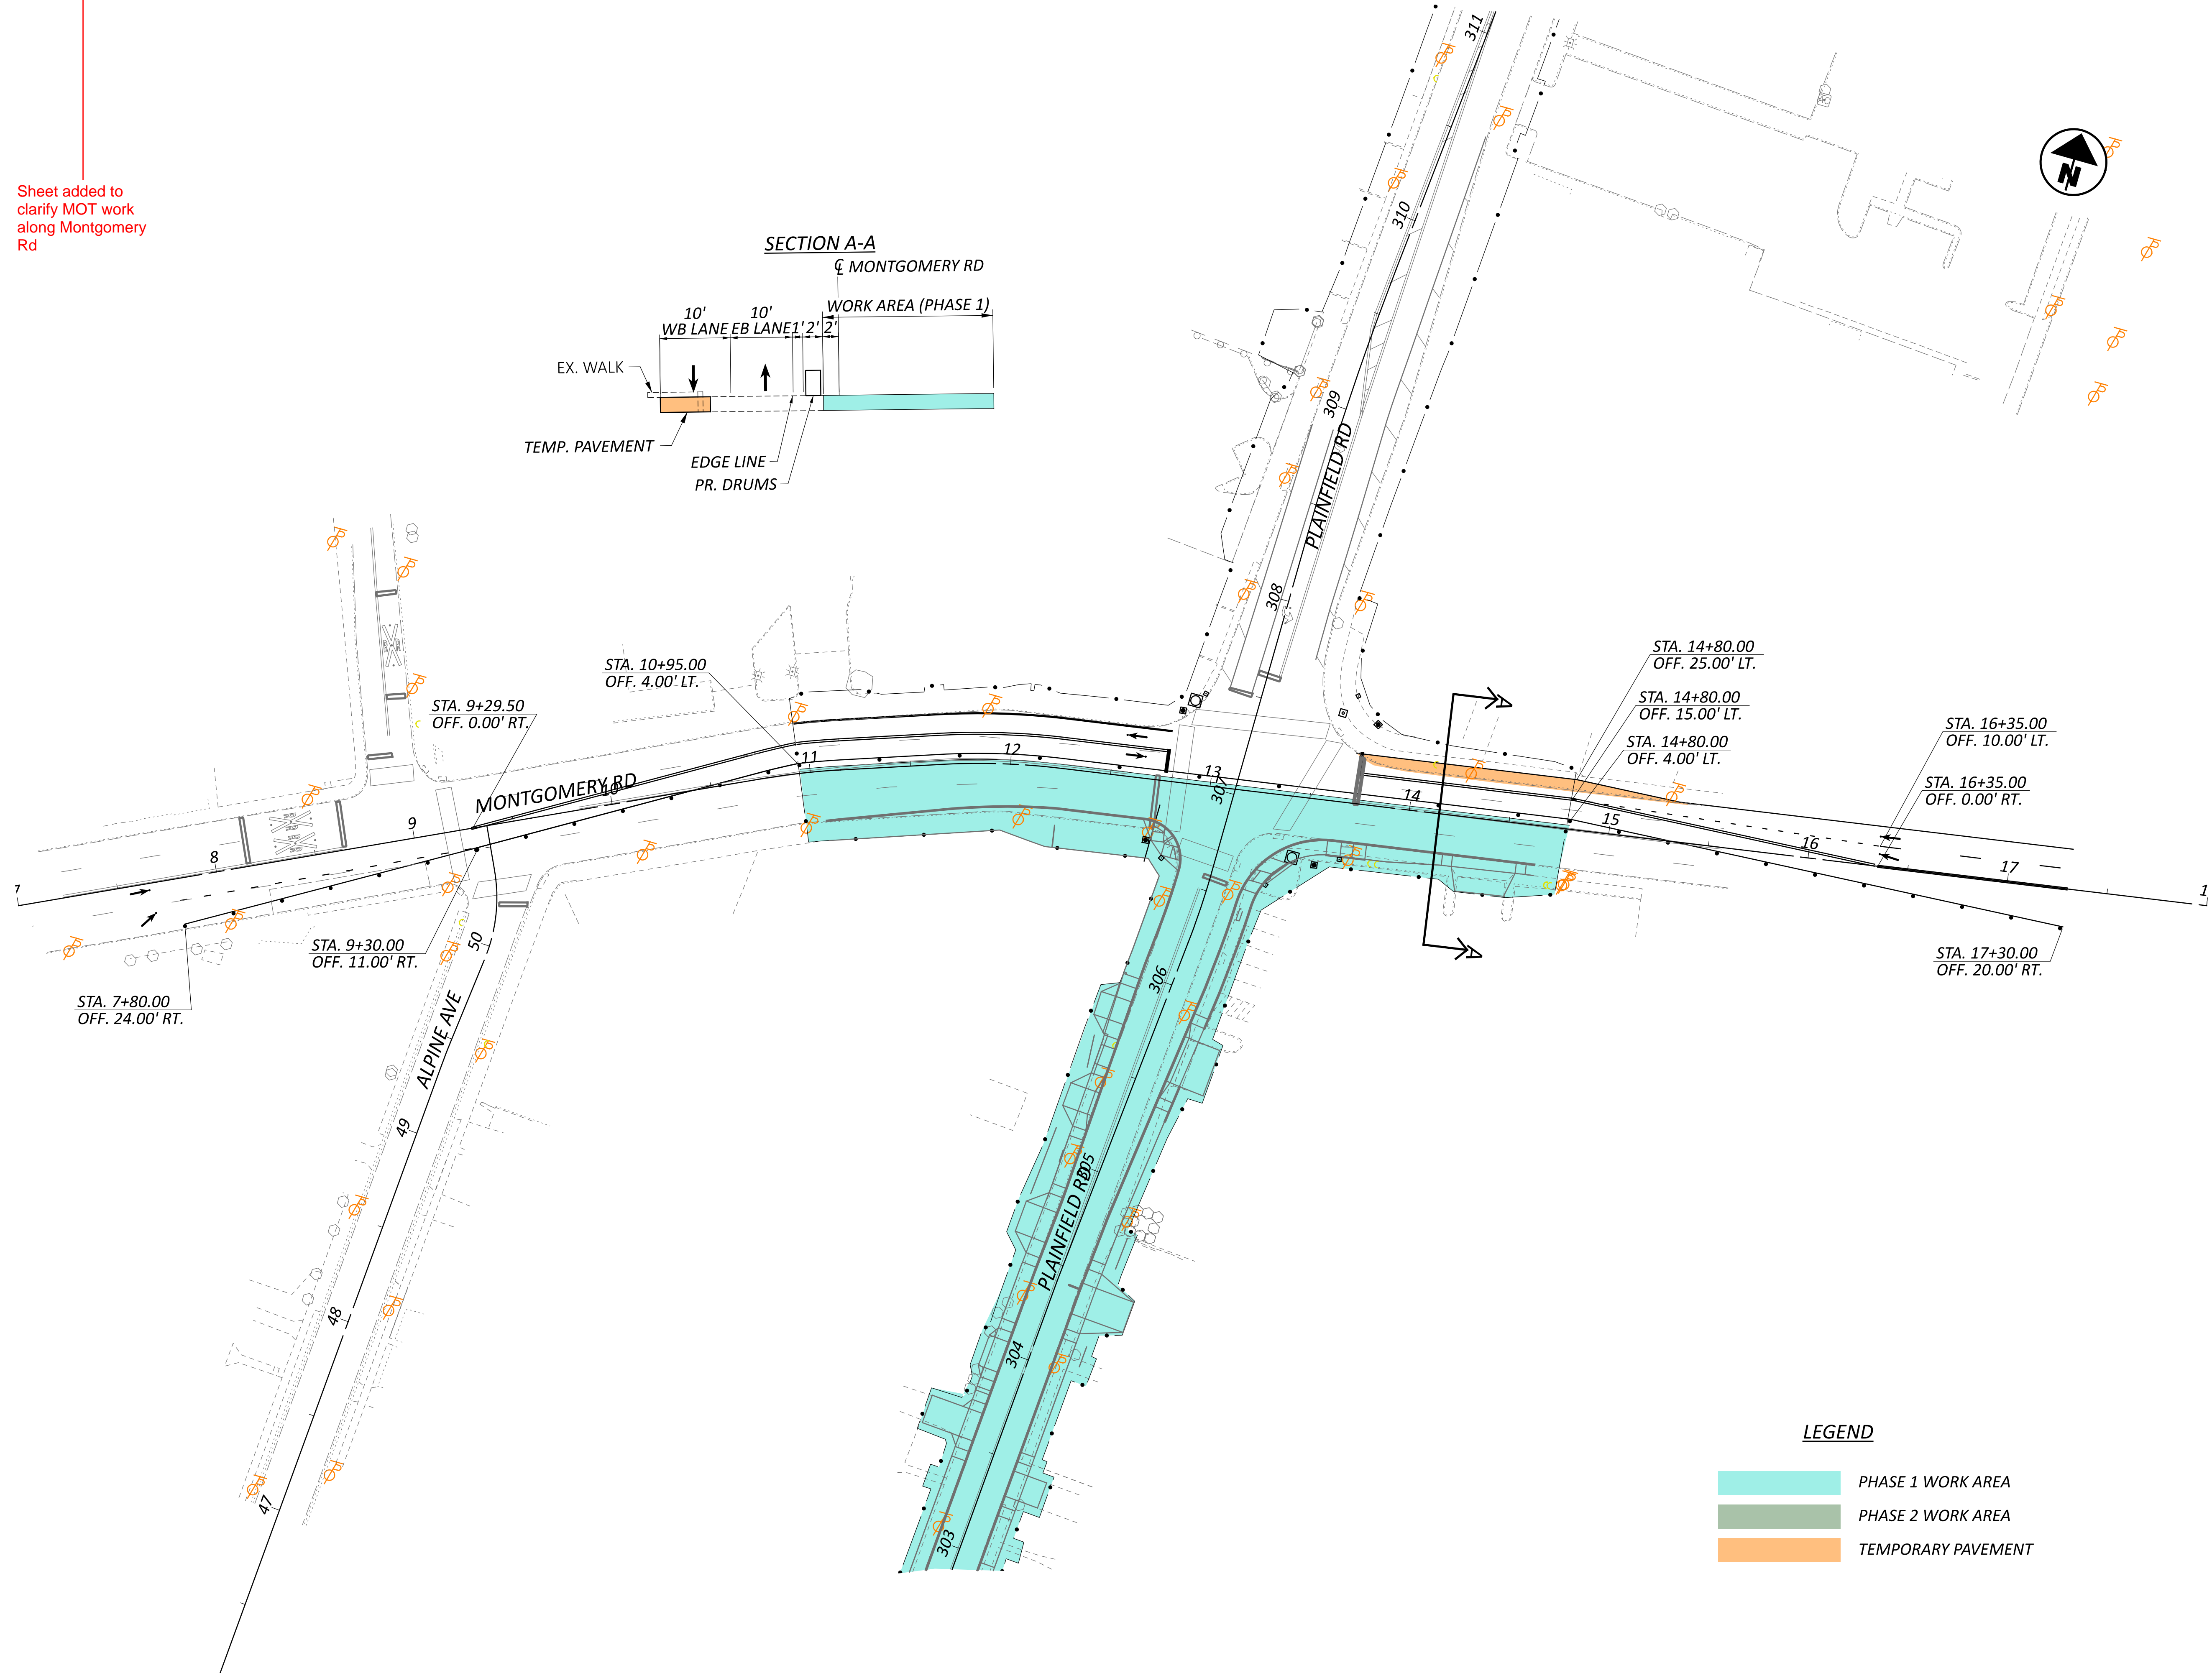 Sheet added to
clarify MOT work
along Montgomery
Rd
SECTION A-A
℄ MONTGOMERY RD
WORK AREA (PHASE 1)
10' 10'
WB LANE EB LANE 1' 2' 2'
EX. WALK
TEMP. PAVEMENT
EDGE LINE
PR. DRUMS
N
311
310
309
PLAINFIELD RD
308
307
STA. 10+95.00
OFF. 4.00' LT.
STA. 9+29.50
OFF. 0.00' RT.
STA. 14+80.00
OFF. 25.00' LT.
STA. 14+80.00
OFF. 15.00' LT.
STA. 14+80.00
OFF. 4.00' LT.
STA. 16+35.00
OFF. 10.00' LT.
STA. 16+35.00
OFF. 0.00' RT.
A
A
MONTGOMERY RD
7
8
9
10
11
12
13
14
15
16
17
1
STA. 9+30.00
OFF. 11.00' RT.
STA. 7+80.00
OFF. 24.00' RT.
STA. 17+30.00
OFF. 20.00' RT.
50
ALPINE AVE
49
48
47
306
305
PLAINFIELD RD
304
303
LEGEND
PHASE 1 WORK AREA
PHASE 2 WORK AREA
TEMPORARY PAVEMENT